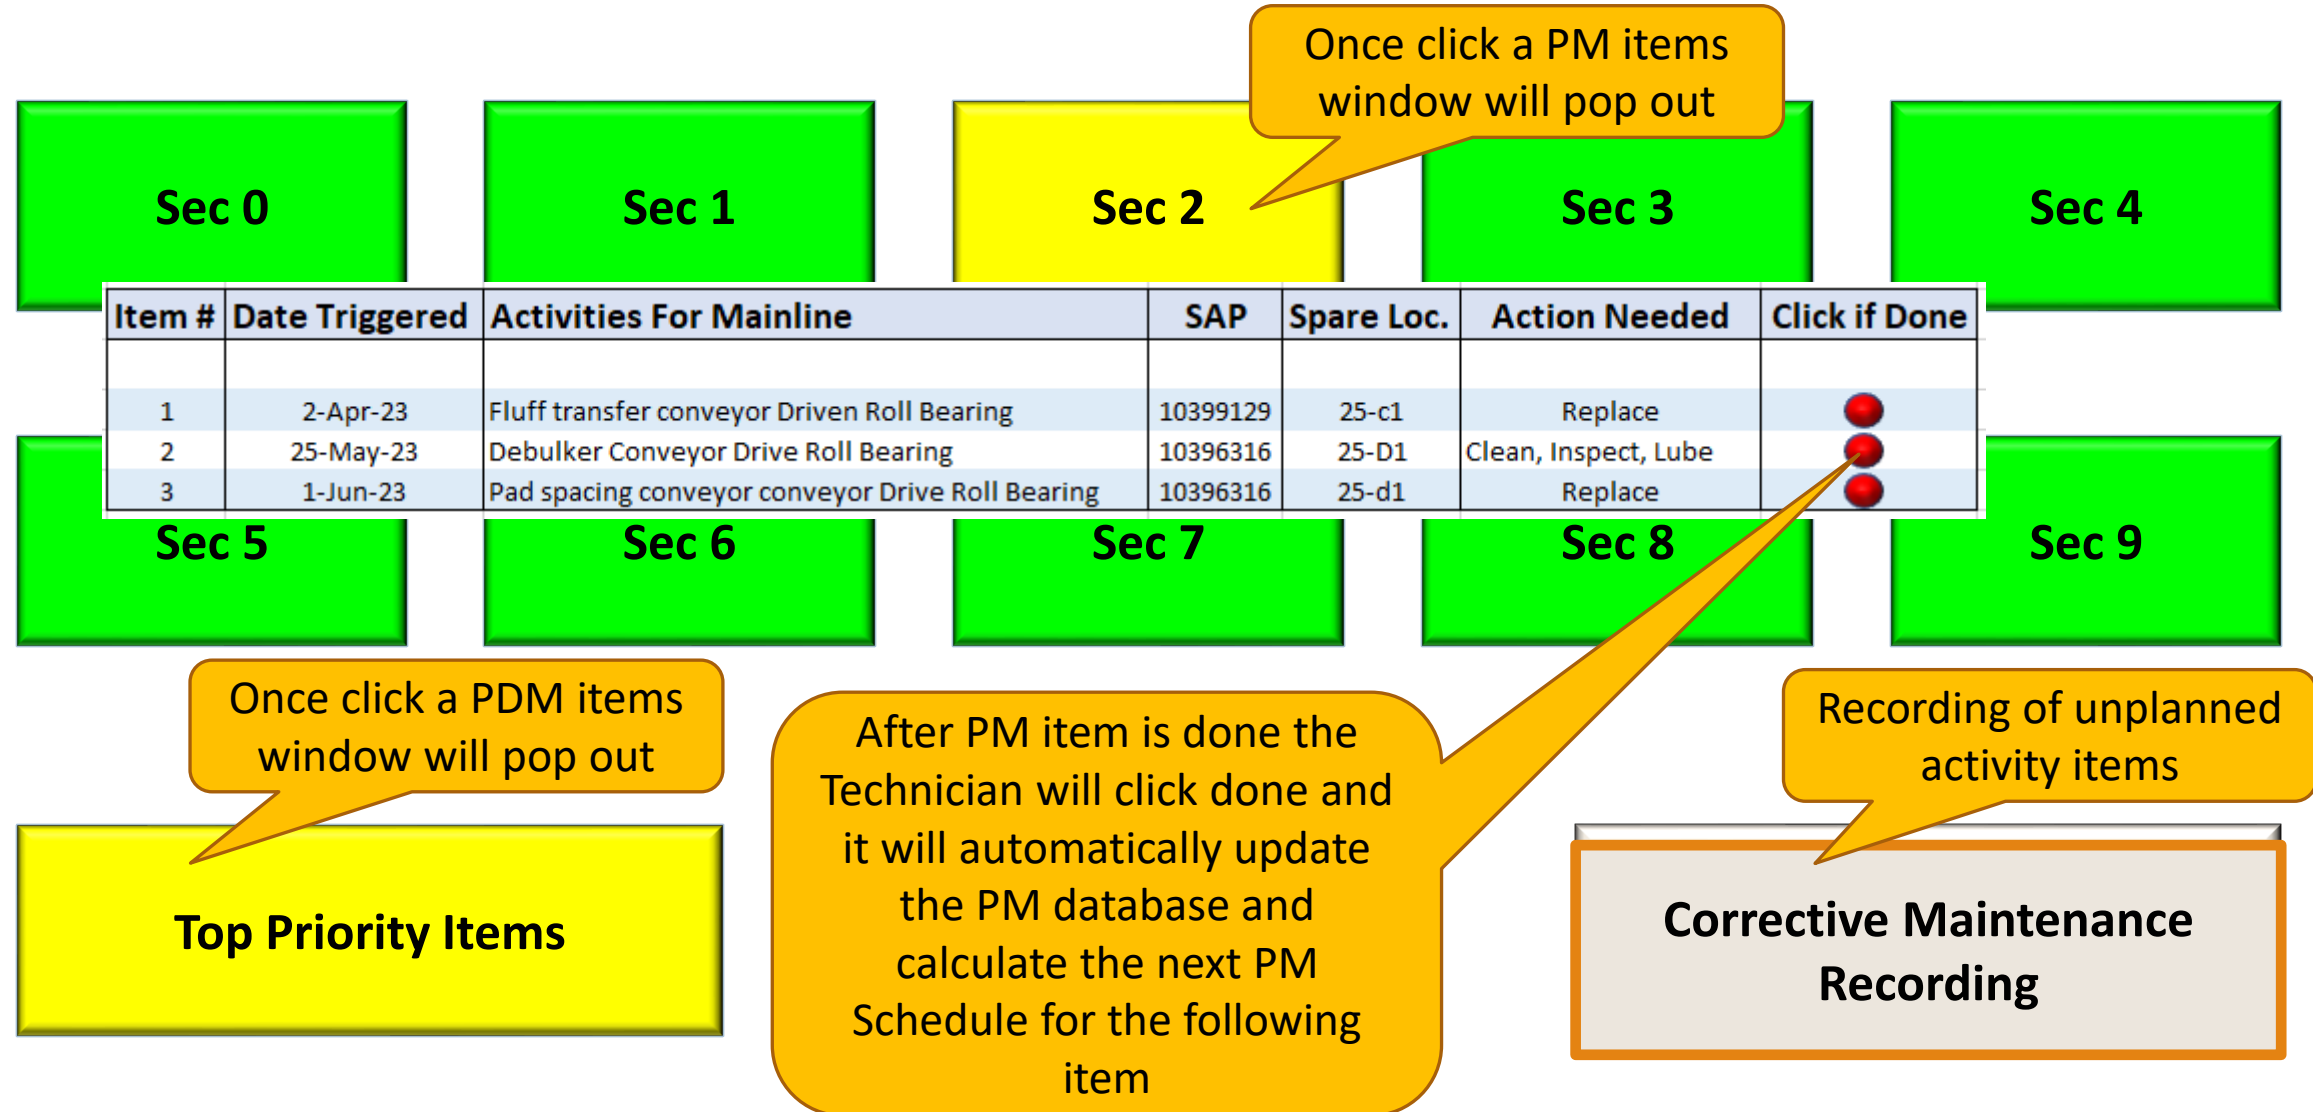 Once click a PM items
window will pop out
Sec 0
Sec 1
Sec 2
Sec 3
Sec 4
Item # Date Triggered Activities For Mainline SAP Spare Loc. Action Needed Click if Done
1 2-Apr-23 Fluff transfer conveyor Driven Roll Bearing 10399129 25-c1 Replace
2 25-May-23 Debulker Conveyor Drive Roll Bearing 10396316 25-D1 Clean, Inspect, Lube
3 1-Jun-23 Pad spacing conveyor conveyor Drive Roll Bearing 10396316 25-d1 Replace
Sec 5
Sec 6
Sec 7
Sec 8
Sec 9
Once click a PDM items
window will pop out
After PM item is done the
Technician will click done and
it will automatically update
the PM database and
calculate the next PM
Schedule for the following
item
Recording of unplanned
activity items
Top Priority Items
Corrective Maintenance
Recording